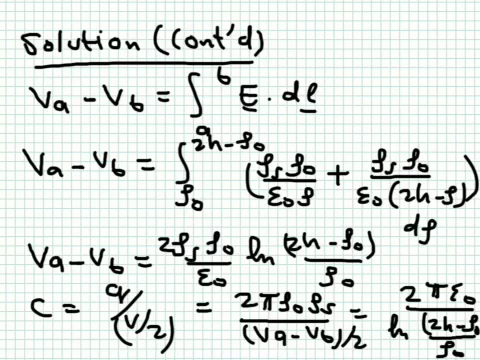 Solution (Cont'd)
Va - Vb = ∫_a^b E · dl
Va - Vb = ∫_{ρ0}^{2h-ρ0} (ρs ρ0 / ε0 ρ + ρs ρ0 / ε0 (2h-ρ)) dρ
Va - Vb = 2ρs ρ0 / ε0 ln (2h-ρ0) / ρ0
C = q / (V/2) = 2π ρ0 ρs / (Va-Vb)/2 = 2π ε0 / ln (2h-ρ0 / ρ0